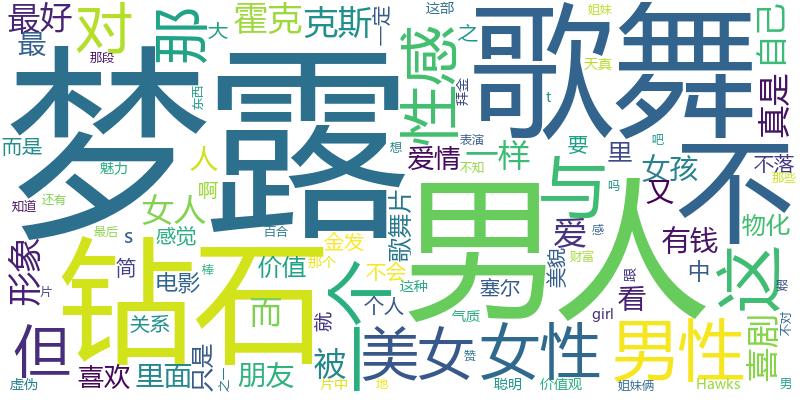 最好
对
那
霍克
克斯
一定
这部
之
姐妹
自己
最
大
那段
东西
梦露
性感
拜金
歌舞
天真
真是
t
而是
魅力
人
啊
想
爱情
表演
不知
一样
要
吧
里
女孩
不
不落
那些
知道
还有
女人
歌舞片
与
吗
又
物化
形象
s
最后
感觉
百合
金发
男人
爱
感
有钱
这
片
简
电影
价值
那个
不会
个
这种
塞尔
美貌
财富
中
喜剧
但
钻石
棒
就
个人
气质
看
girl
跟
不对
关系
而
被
美女
女性
男性
虚伪
喜欢
里面
只是
之一
朋友
片中
地
赞
聪明
价值观
姐妹俩
Hawks
男